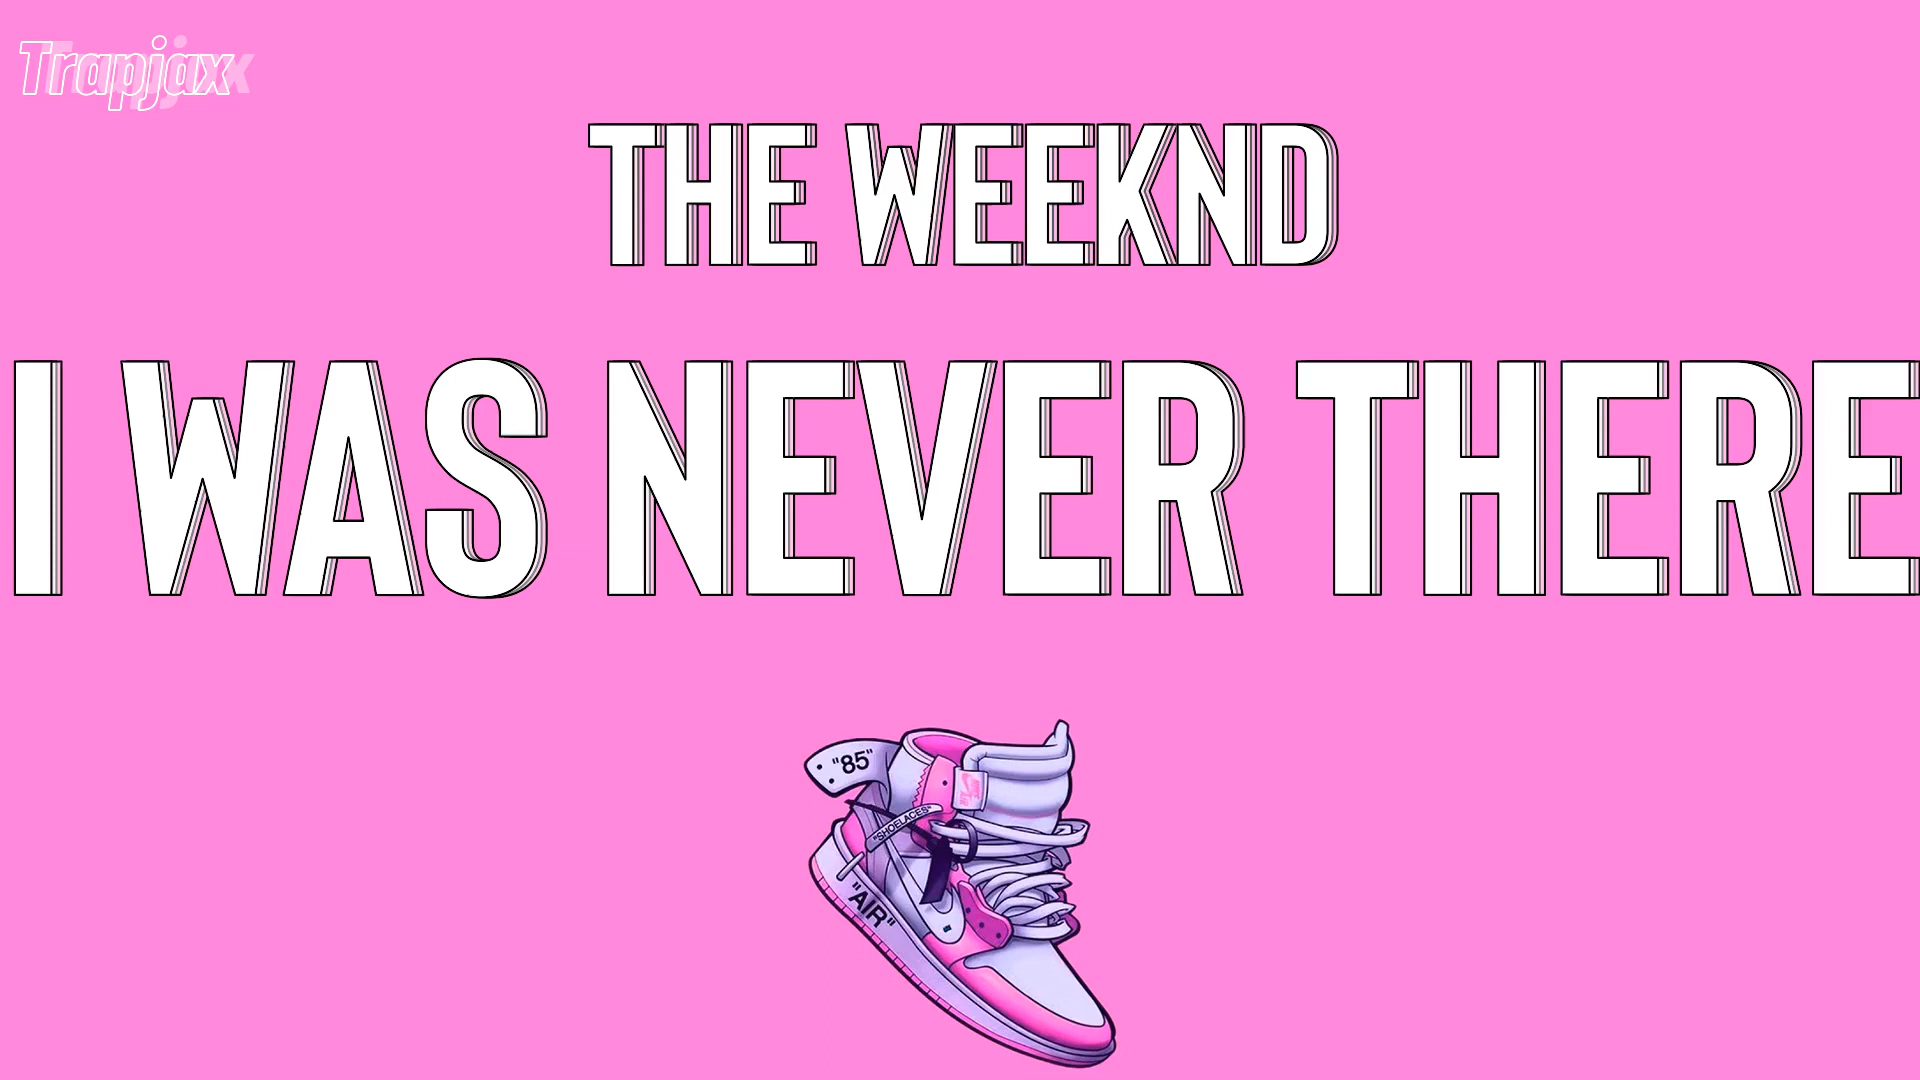 Trapjax
THE WEEKND
I WAS NEVER THERE
"85"
"SHOELACES"
"AIR"